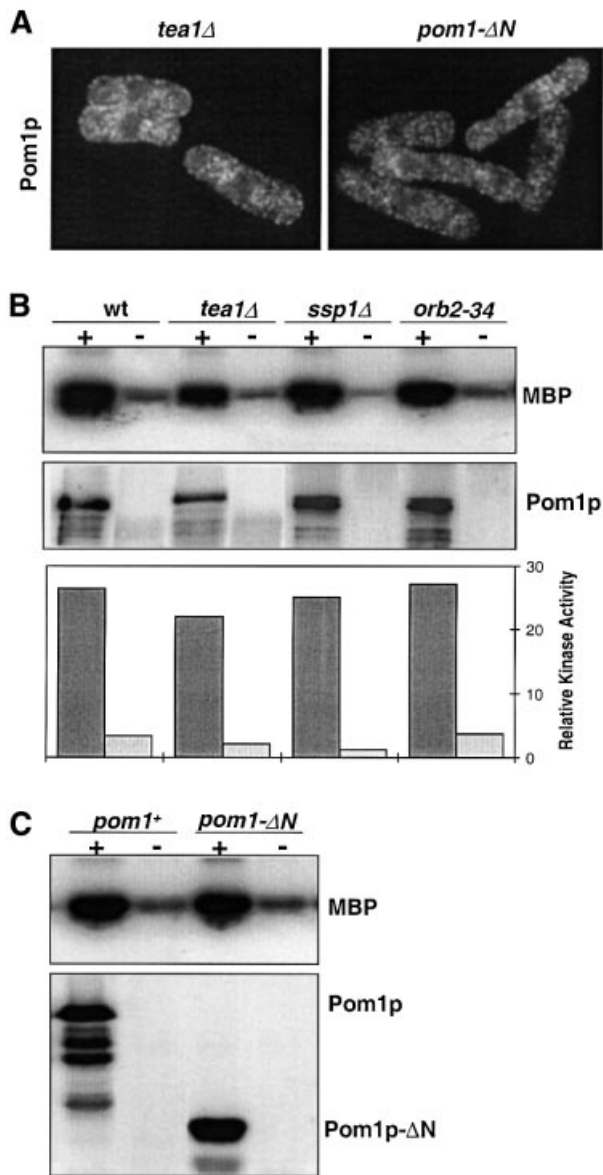 A
tea1Δ pom1-ΔN
Pom1p
B
wt tea1Δ ssp1Δ orb2-34
+ - + - + - + -
MBP
Pom1p
30
20
10
0
Relative Kinase Activity
C
pom1+ pom1-ΔN
+ - + -
MBP
Pom1p
Pom1p-ΔN